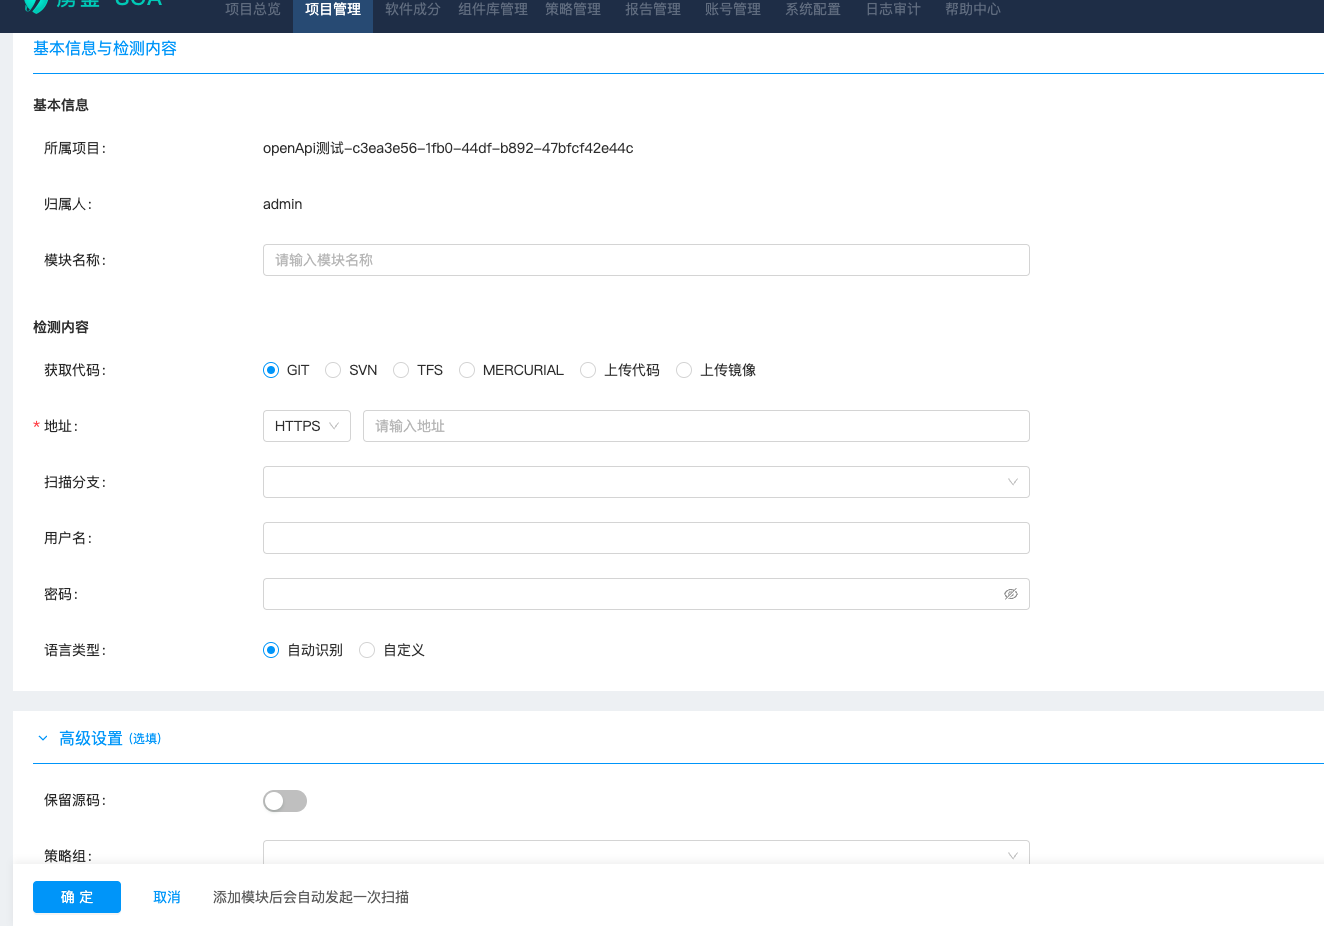 项目总览 项目管理 软件成分 组件库管理 策略管理 报告管理 账号管理 系统配置 日志审计 帮助中心
基本信息与检测内容
基本信息
所属项目: openApi测试-c3ea3e56-1fb0-44df-b892-47bfcf42e44c
归属人: admin
模块名称: 请输入模块名称
检测内容
获取代码: GIT SVN TFS MERCURIAL 上传代码 上传镜像
* 地址: HTTPS 请输入地址
扫描分支:
用户名:
密码:
语言类型: 自动识别 自定义
高级设置 (选填)
保留源码:
策略组:
确 定 取消 添加模块后会自动发起一次扫描